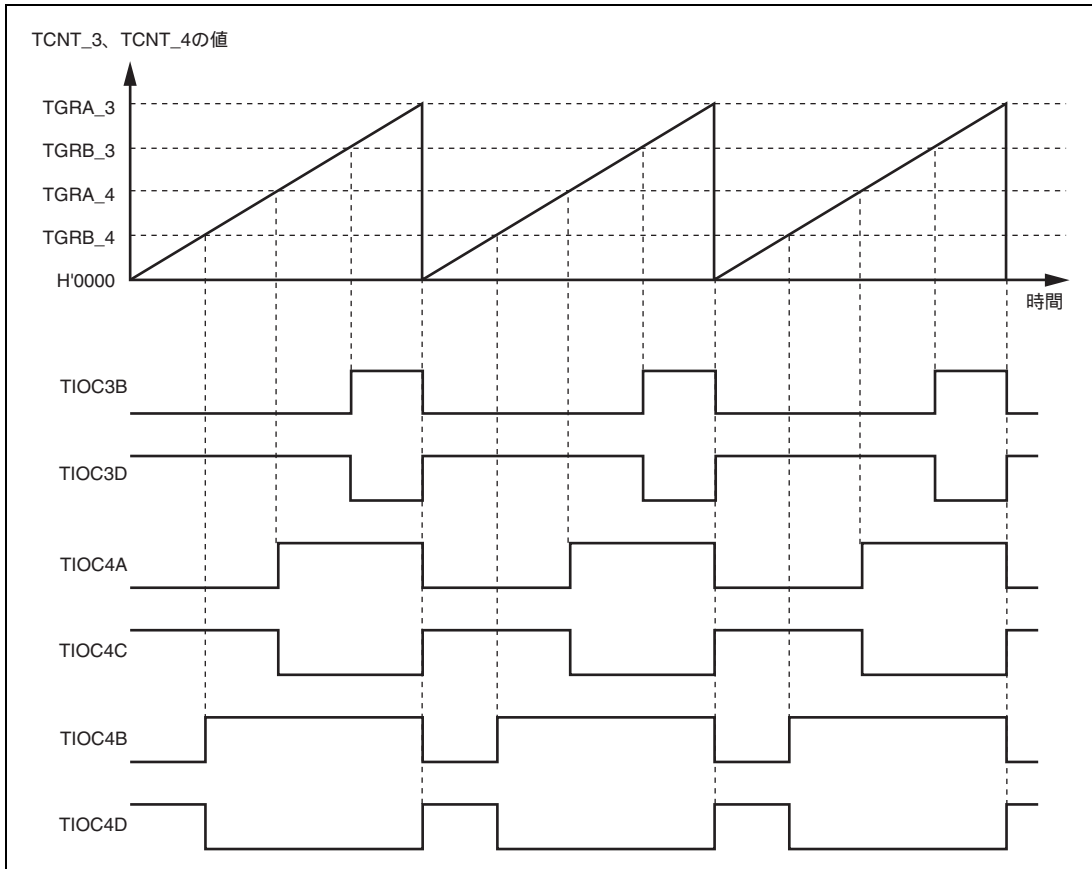 TCNT_3、TCNT_4の値
TGRA_3
TGRB_3
TGRA_4
TGRB_4
H'0000
時間
TIOC3B
TIOC3D
TIOC4A
TIOC4C
TIOC4B
TIOC4D